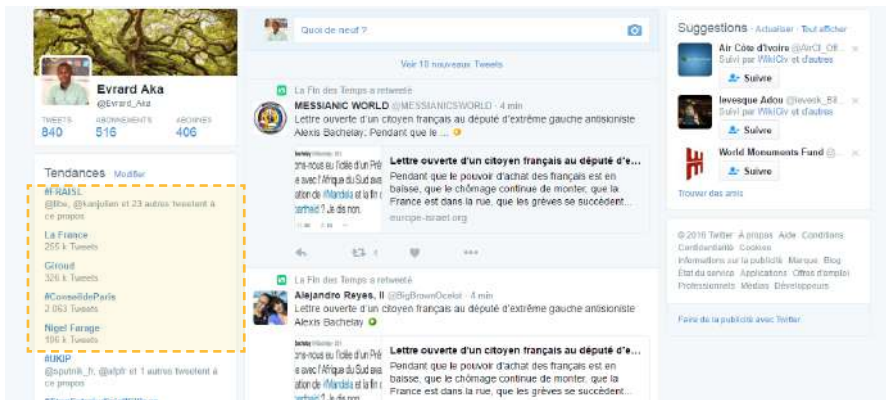 Evrard Aka
@Evrard_Aka
TWEETS ABONNEMENTS ABONNÉS
840 516 406
Tendances · Modifier
#FRAISL
@libe, @kanjulien et 23 autres tweetent à
ce propos
La France
255 k Tweets
Giroud
326 k Tweets
#ConseildeParis
2 063 Tweets
Nigel Farage
196 k Tweets
#UKIP
@sputnik_fr, @afpfr et 1 autres tweetent à
ce propos
Quoi de neuf ?
Voir 10 nouveaux Tweets
La Fin des Temps a retweeté
MESSIANIC WORLD @MESSIANICSWORLD · 4 min
Lettre ouverte d'un citoyen français au député d'extrême gauche antisioniste
Alexis Bachelay: Pendant que le ...
Lettre ouverte d'un citoyen français au député d'e...
Pendant que le pouvoir d'achat des français est en
baisse, que le chômage continue de monter, que la
France est dans la rue, que les grèves se succèdent...
europe-israel.org
La Fin des Temps a retweeté
Alejandro Reyes, II @BigBrownOcelot · 4 min
Lettre ouverte d'un citoyen français au député d'extrême gauche antisioniste
Alexis Bachelay
Lettre ouverte d'un citoyen français au député d'e...
Pendant que le pouvoir d'achat des français est en
baisse, que le chômage continue de monter, que la
France est dans la rue, que les grèves se succèdent...
Suggestions · Actualiser · Tout afficher
Air Côte d'Ivoire @AirCI_Off...
Suivi par WikiCiv et d'autres
Suivre
levesque Adou @levesk_Bil...
Suivi par WikiCiv et d'autres
Suivre
World Monuments Fund @...
Suivre
Trouver des amis
© 2016 Twitter À propos Aide Conditions
Confidentialité Cookies
Informations sur la publicité Marque Blog
État du service Applications Offres d'emploi
Professionnels Médias Développeurs
Faire de la publicité avec Twitter